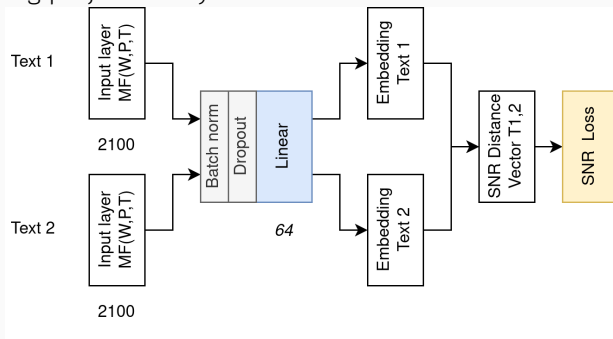 Text 1
Input layer
MF(W,P,T)
2100
Text 2
Input layer
MF(W,P,T)
2100
Batch norm
Dropout
Linear
64
Embedding
Text 1
Embedding
Text 2
SNR Distance
Vector T1,2
SNR Loss